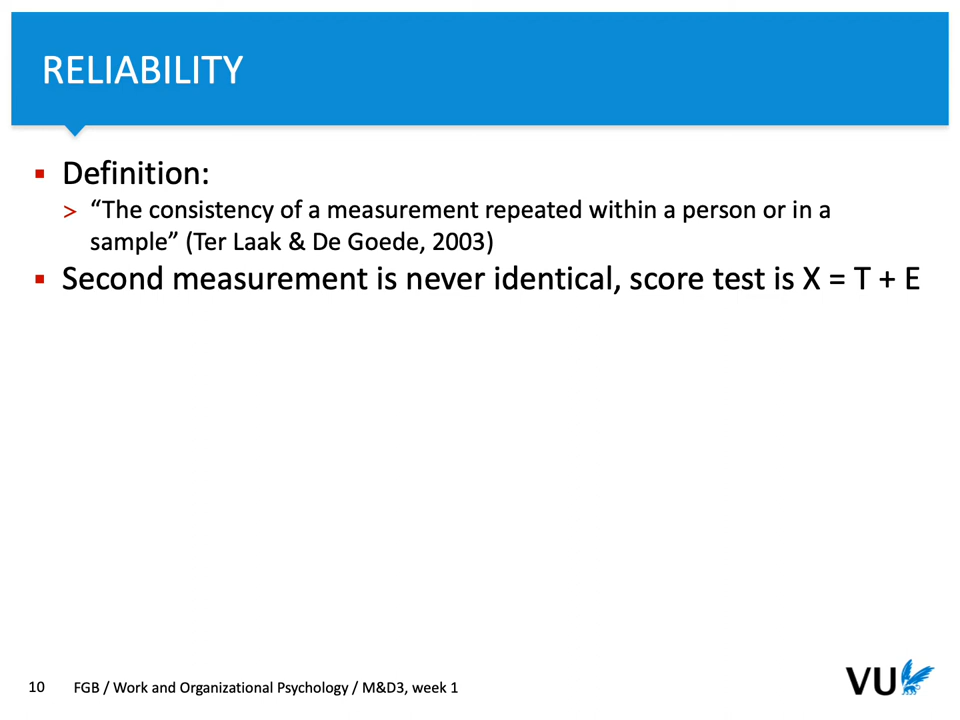 RELIABILITY
▪ Definition:
> “The consistency of a measurement repeated within a person or in a
sample” (Ter Laak & De Goede, 2003)
▪ Second measurement is never identical, score test is X = T + E
10 FGB / Work and Organizational Psychology / M&D3, week 1
VU